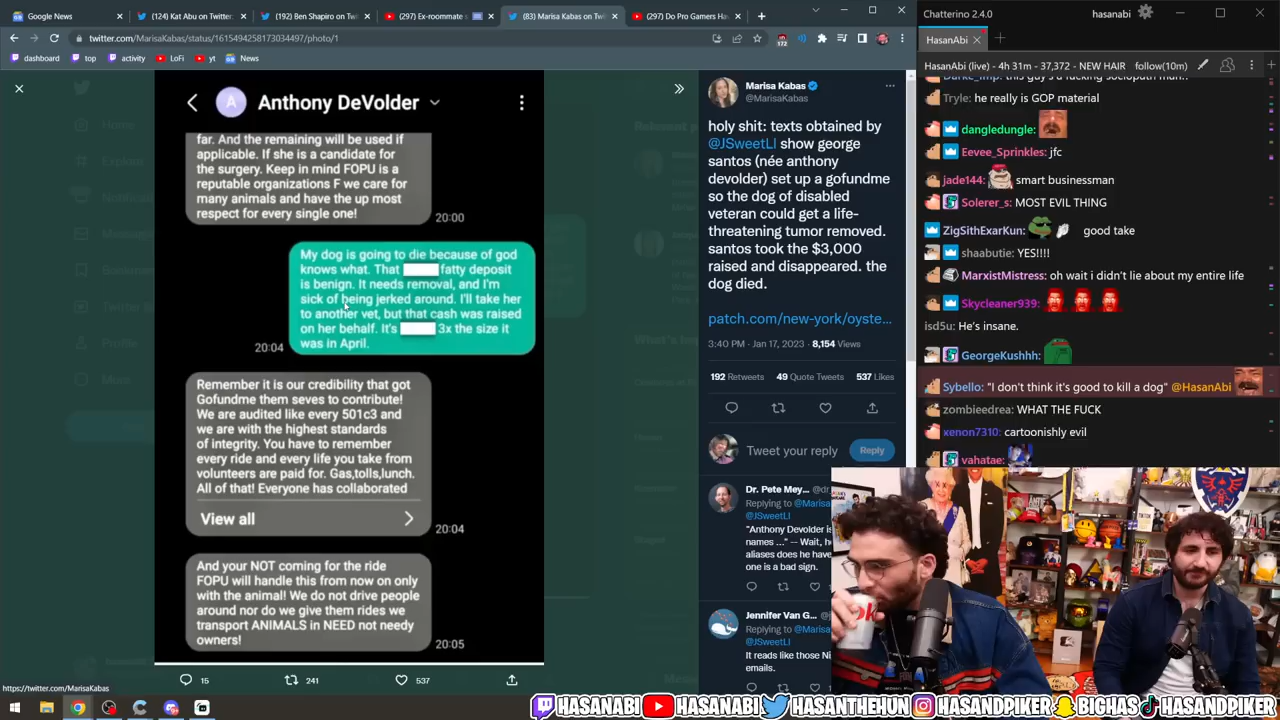 Google News
(124) Kat Abu on Twitter:
(192) Ben Shapiro on Tw
(297) Ex-roommate s
(83) Marisa Kabas on Twitter:
(297) Do Pro Gamers H
twitter.com/MarisaKabas/status/1615494258173034497/photo/1
172
dashboard
top
activity
LoFi
yt
News
A
Anthony DeVolder
far. And the remaining will be used if
applicable. If she is a candidate for
the surgery. Keep in mind FOPU is a
reputable organizations F we care for
many animals and have the up most
respect for every single one!
20:00
My dog is going to die because of god
knows what. That fatty deposit
is benign. It needs removal, and I'm
sick of being jerked around. I'll take her
to another vet, but that cash was raised
on her behalf. It's 3x the size it
was in April.
20:04
Remember it is our credibility that got
Gofundme them seves to contribute!
We are audited like every 501c3 and
we are with the highest standards
of integrity. You have to remember
every ride and every life you take from
volunteers are paid for. Gas,tolls,lunch.
All of that! Everyone has collaborated
View all
20:04
And your NOT coming for the ride
FOPU will handle this from now on only
with the animal! We do not drive people
around nor do we give them rides we
transport ANIMALS in NEED not needy
owners!
20:05
15
241
537
https://twitter.com/MarisaKabas
Marisa Kabas
@MarisaKabas
holy shit: texts obtained by
@JSweetLI show george
santos (née anthony
devolder) set up a gofundme
so the dog of disabled
veteran could get a life-
threatening tumor removed.
santos took the $3,000
raised and disappeared. the
dog died.
patch.com/new-york/oyste...
3:40 PM · Jan 17, 2023 · 8,154 Views
192 Retweets 49 Quote Tweets 537 Likes
Tweet your reply
Reply
Dr. Pete Mey... @dr_
Replying to @Marisa
@JSweetLI
"Anthony Devolder i
names ..." -- Wait, h
aliases does he have
one is a bad sign.
Jennifer Van G...
Replying to @Marisa
@JSweetLI
It reads like those Ni
emails.
Chatterino 2.4.0
hasanabi
HasanAbi
HasanAbi (live) - 4h 31m - 37,372 - NEW HAIR
follow(10m)
Darke_Imp: this guy's a fucking sociopath man..
Tryle: he really is GOP material
dangledungle:
Eevee_Sprinkles: jfc
jade144: smart businessman
Solerer_s: MOST EVIL THING
ZigSithExarKun: good take
shaabutie: YES!!!!
MarxistMistress: oh wait i didn't lie about my entire life
Skycleaner939:
isd5u: He's insane.
GeorgeKushhh:
Sybello: "I don't think it's good to kill a dog" @HasanAbi
zombieedrea: WHAT THE FUCK
xenon7310: cartoonishly evil
vahatae:
HASANABI
HASANABI
HASANTHEHUN
HASANDPIKER
BIGHAS
HASANDPIKER